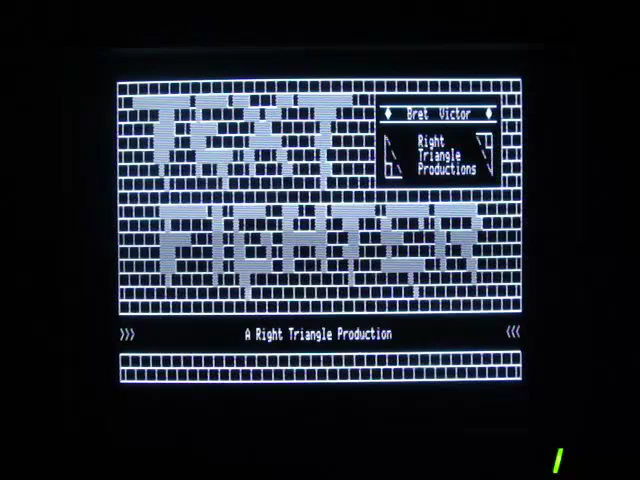 TEXT
Bret Victor
Right
Triangle
Productions
FIGHTER
>>> A Right Triangle Production <<<